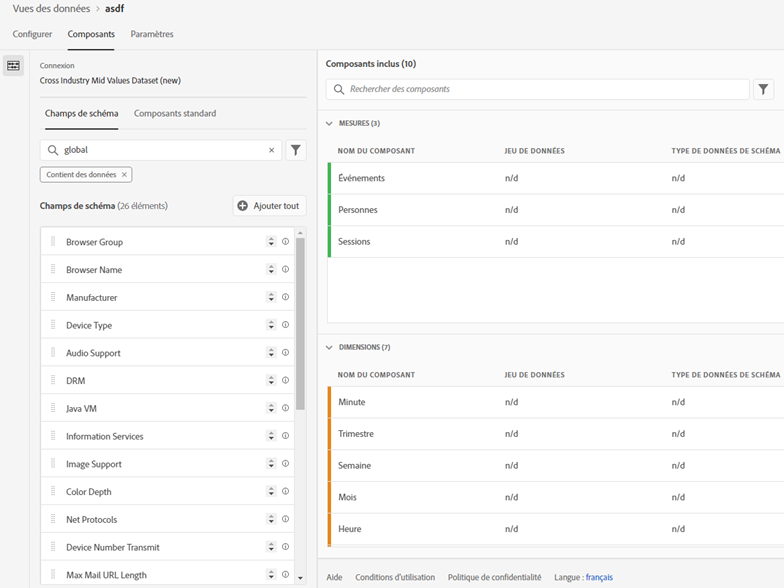 Vues des données > asdf
Configurer Composants Paramètres
Connexion
Cross Industry Mid Values Dataset (new)
Champs de schéma Composants standard
global
Contient des données
Champs de schéma (26 éléments) Ajouter tout
Browser Group
Browser Name
Manufacturer
Device Type
Audio Support
DRM
Java VM
Information Services
Image Support
Color Depth
Net Protocols
Device Number Transmit
Max Mail URL Length
Composants inclus (10)
Rechercher des composants
MESURES (3)
NOM DU COMPOSANT JEU DE DONNÉES TYPE DE DONNÉES DE SCHÉMA
Événements n/d n/d
Personnes n/d n/d
Sessions n/d n/d
DIMENSIONS (7)
NOM DU COMPOSANT JEU DE DONNÉES TYPE DE DONNÉES DE SCHÉMA
Minute n/d n/d
Trimestre n/d n/d
Semaine n/d n/d
Mois n/d n/d
Heure n/d n/d
Aide Conditions d'utilisation Politique de confidentialité Langue : français